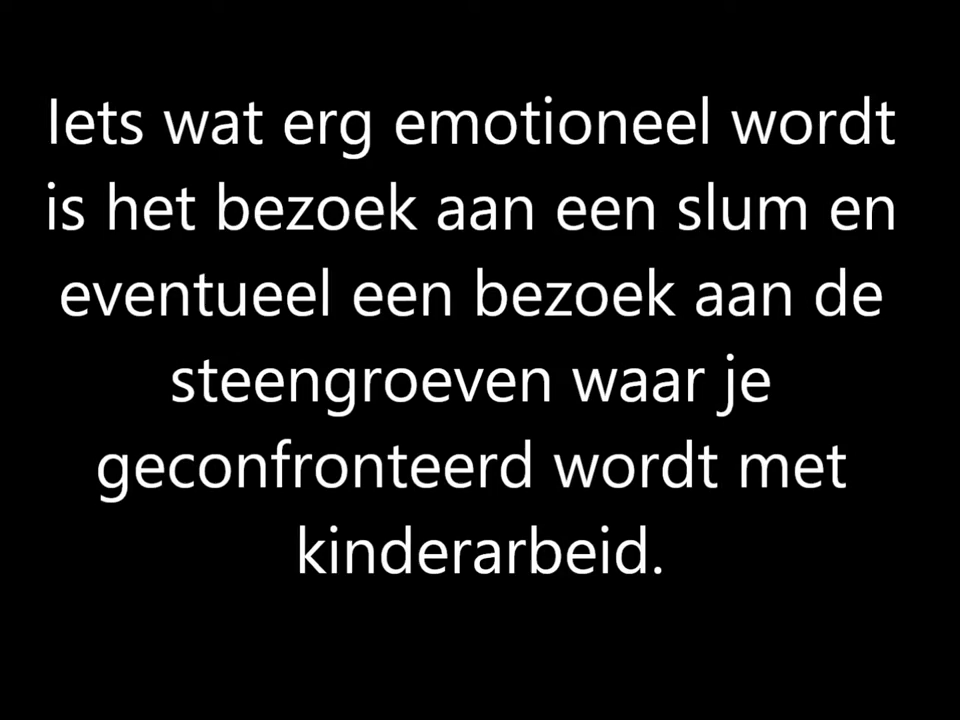 Iets wat erg emotioneel wordt
is het bezoek aan een slum en
eventueel een bezoek aan de
steengroeven waar je
geconfronteerd wordt met
kinderarbeid.